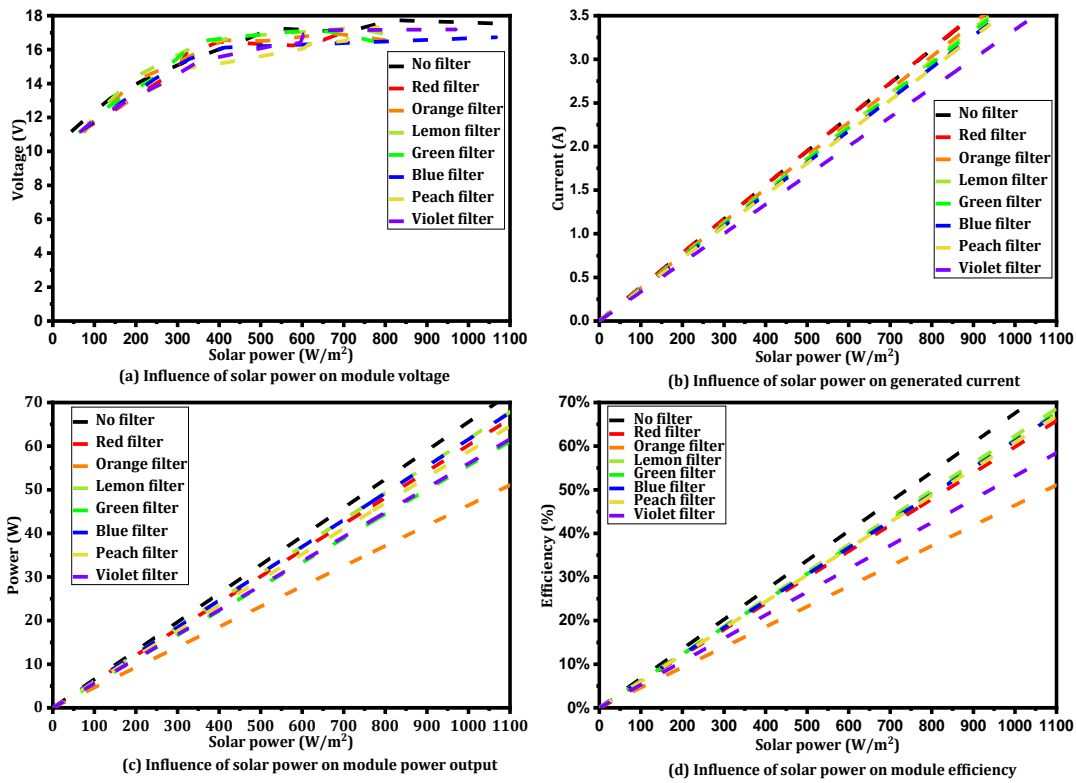 18
16
14
12
10
8
6
4
2
0
Voltage (V)
No filter
Red filter
Orange filter
Lemon filter
Green filter
Blue filter
Peach filter
Violet filter
0 100 200 300 400 500 600 700 800 900 1000 1100
Solar power (W/m²)
(a) Influence of solar power on module voltage
3.5
3.0
2.5
2.0
1.5
1.0
0.5
0.0
Current (A)
No filter
Red filter
Orange filter
Lemon filter
Green filter
Blue filter
Peach filter
Violet filter
0 100 200 300 400 500 600 700 800 900 1000 1100
Solar power (W/m²)
(b) Influence of solar power on generated current
70
60
50
40
30
20
10
0
Power (W)
No filter
Red filter
Orange filter
Lemon filter
Green filter
Blue filter
Peach filter
Violet filter
0 100 200 300 400 500 600 700 800 900 1000 1100
Solar power (W/m²)
(c) Influence of solar power on module power output
70%
60%
50%
40%
30%
20%
10%
0%
Efficiency (%)
No filter
Red filter
Orange filter
Lemon filter
Green filter
Blue filter
Peach filter
Violet filter
0 100 200 300 400 500 600 700 800 900 1000 1100
Solar power (W/m²)
(d) Influence of solar power on module efficiency